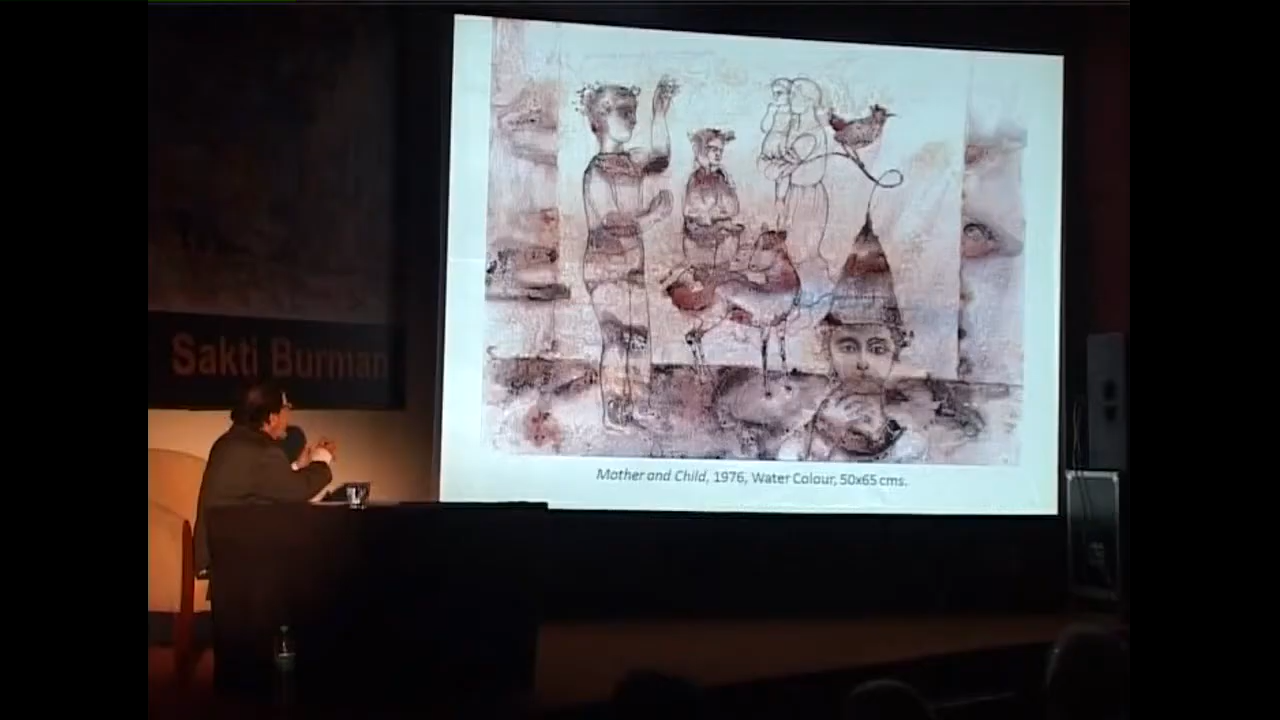 Sakti Burman
Mother and Child, 1976, Water Colour, 50x65 cms.